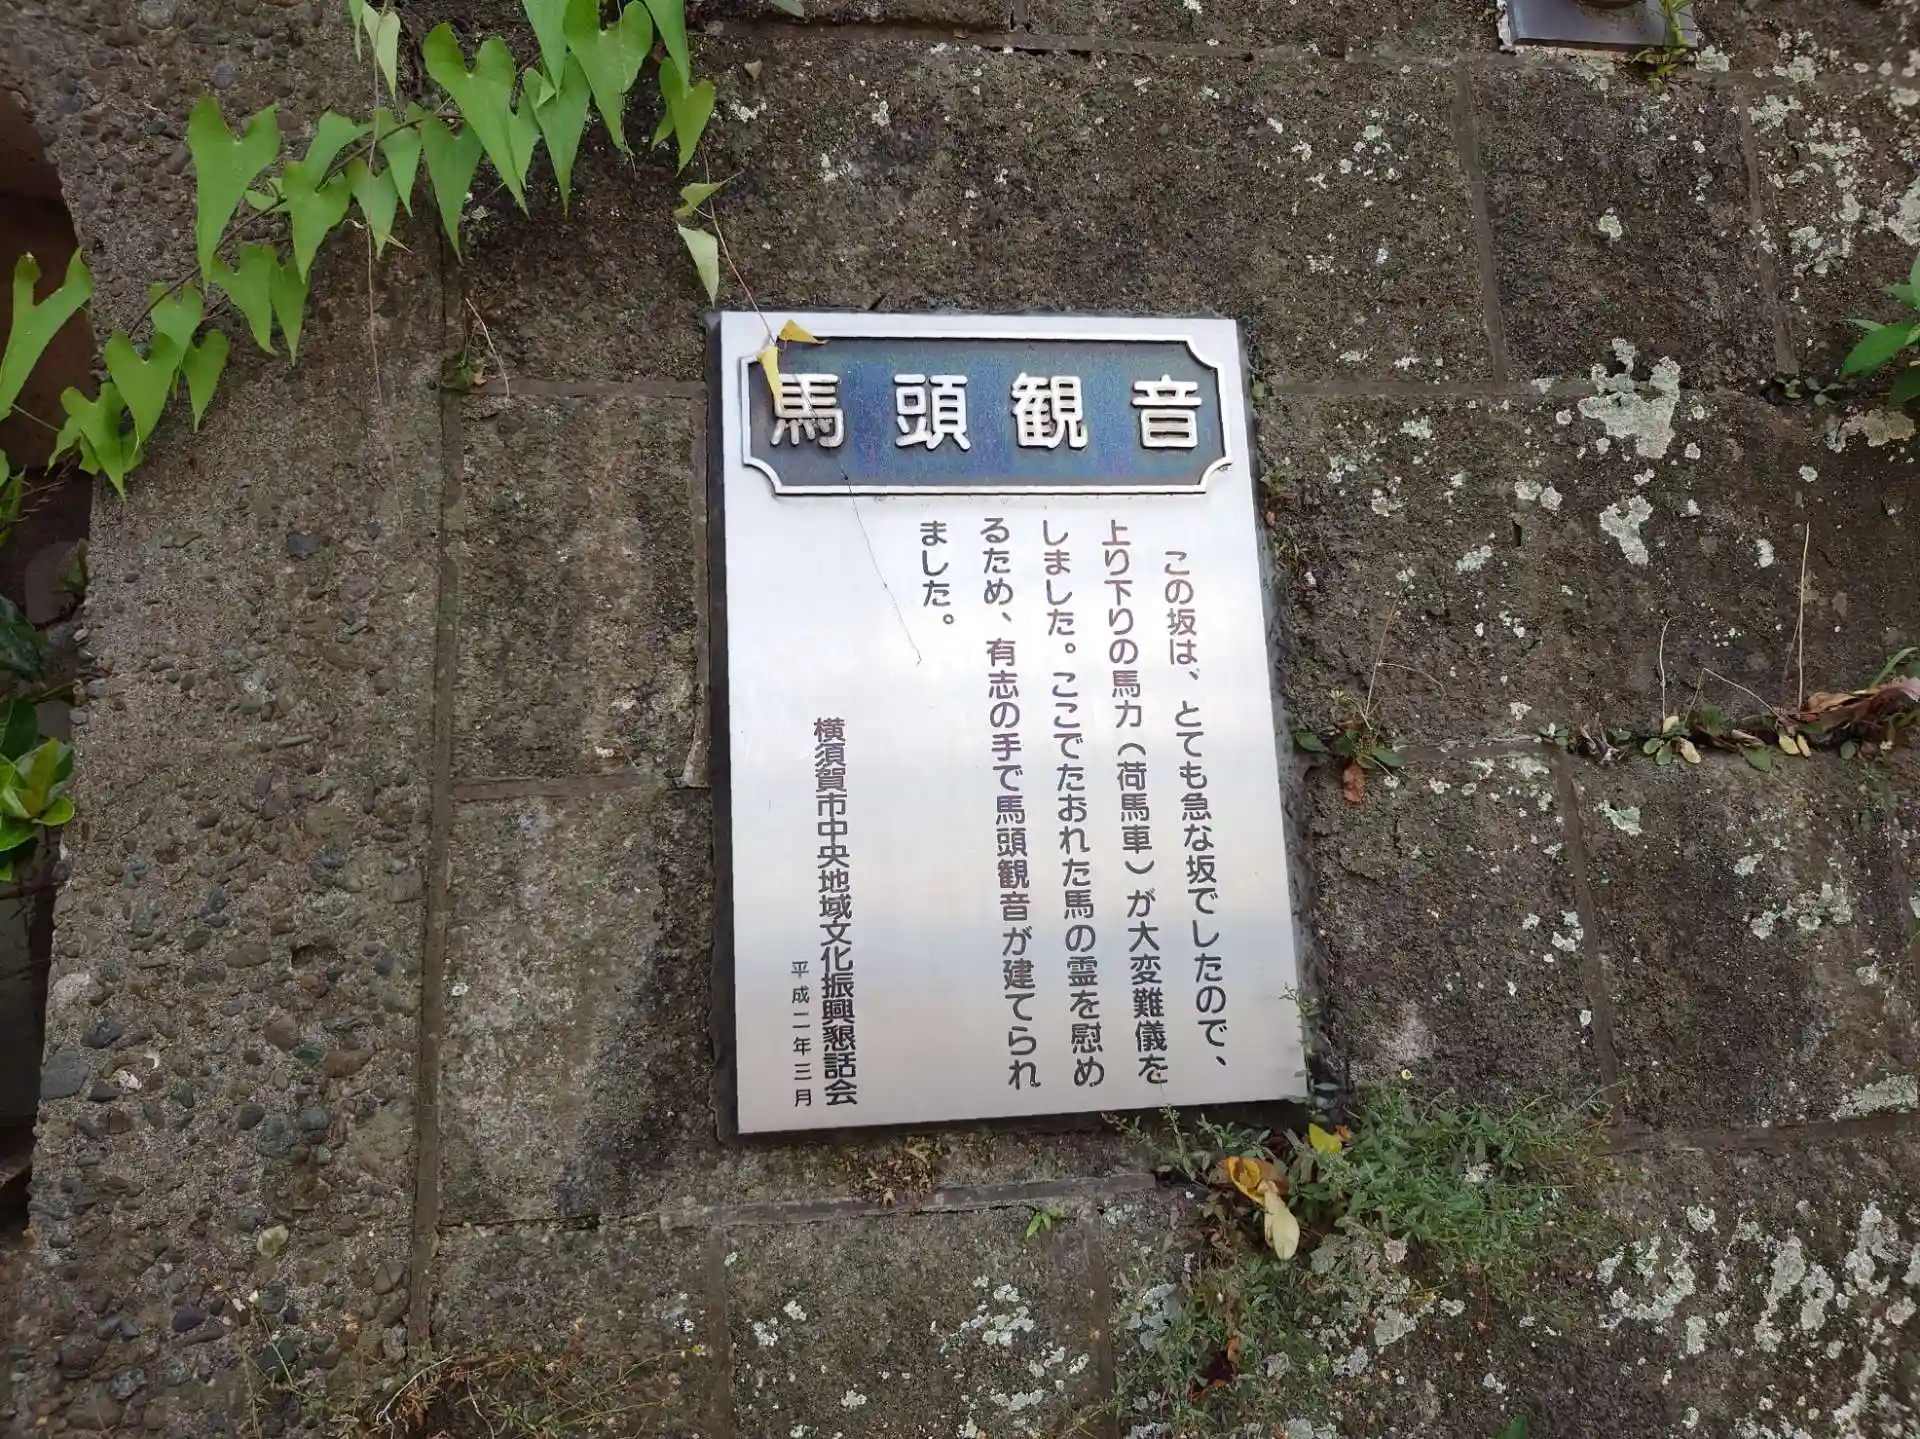 馬頭観音
この坂は、とても急な坂でしたので、
上り下りの馬力(荷馬車)が大変難儀を
しました。ここでたおれた馬の霊を慰め
るため、有志の手で馬頭観音が建てられ
ました。
横須賀市中央地域文化振興懇話会
平成二年三月